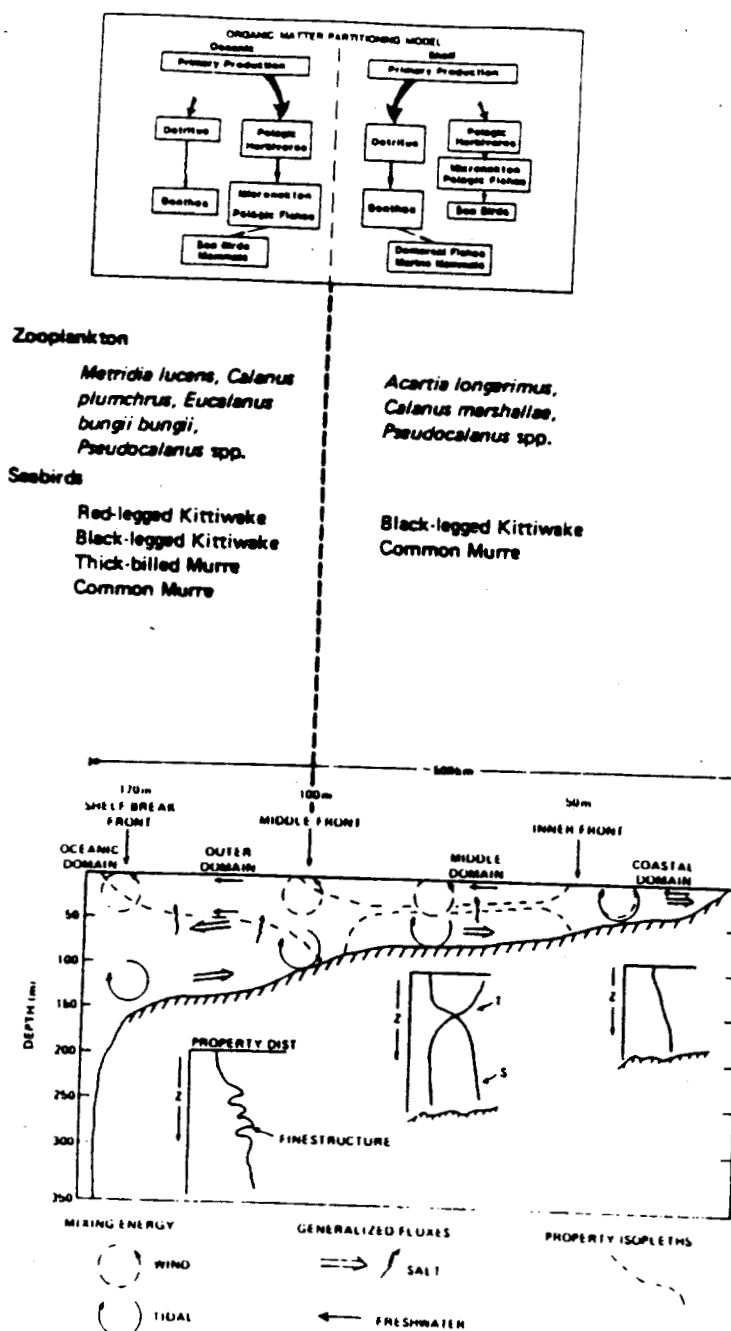 ORGANIC MATTER PARTITIONING MODEL
Oceanic
Shelf
Primary Production
Primary Production
Detritus
Pelagic
Herbivores
Detritus
Pelagic
Herbivores
Benthos
Micronekton
Pelagic Fishes
Benthos
Micronekton
Pelagic Fishes
Sea Birds
Sea Birds
Mammals
Demersal Fishes
Marine Mammals
Zooplankton
Metridia lucens, Calanus
plumchrus, Eucalanus
bungii bungii,
Pseudocalanus spp.
Acartia longerimus,
Calanus marshallae,
Pseudocalanus spp.
Seabirds
Red-legged Kittiwake
Black-legged Kittiwake
Thick-billed Murre
Common Murre
Black-legged Kittiwake
Common Murre
170m
SHELF BREAK
FRONT
100m
MIDDLE FRONT
50m
INNER FRONT
OCEANIC
DOMAIN
OUTER
DOMAIN
MIDDLE
DOMAIN
COASTAL
DOMAIN
DEPTH (m)
50
100
150
200
250
300
350
PROPERTY DIST
Z
FINESTRUCTURE
Z
T
S
Z
MIXING ENERGY
WIND
TIDAL
GENERALIZED FLUXES
SALT
FRESHWATER
PROPERTY ISOPLETHS